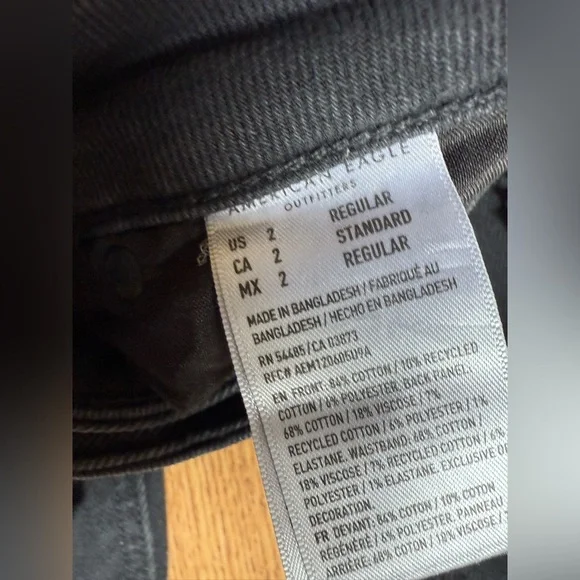 AMERICAN EAGLE
OUTFITTERS
US 2 REGULAR
CA 2 STANDARD
MX 2 REGULAR
MADE IN BANGLADESH / FABRIQUÉ AU
BANGLADESH / HECHO EN BANGLADESH
RN 54485 / CA 03873
RFC# AEM12060509A
EN FRONT: 84% COTTON / 10% RECYCLED
COTTON / 6% POLYESTER. BACK PANEL:
68% COTTON / 18% VISCOSE / 7%
RECYCLED COTTON / 6% POLYESTER / 1%
ELASTANE. WAISTBAND: 68% COTTON /
18% VISCOSE / 7% RECYCLED COTTON / 6%
POLYESTER / 1% ELASTANE. EXCLUSIVE OF
DECORATION.
FR DEVANT: 84% COTON / 10% COTON
RÉGÉNÉRÉ / 6% POLYESTER. PANNEAU
ARRIÈRE: 68% COTON / 18% VISCOSE /